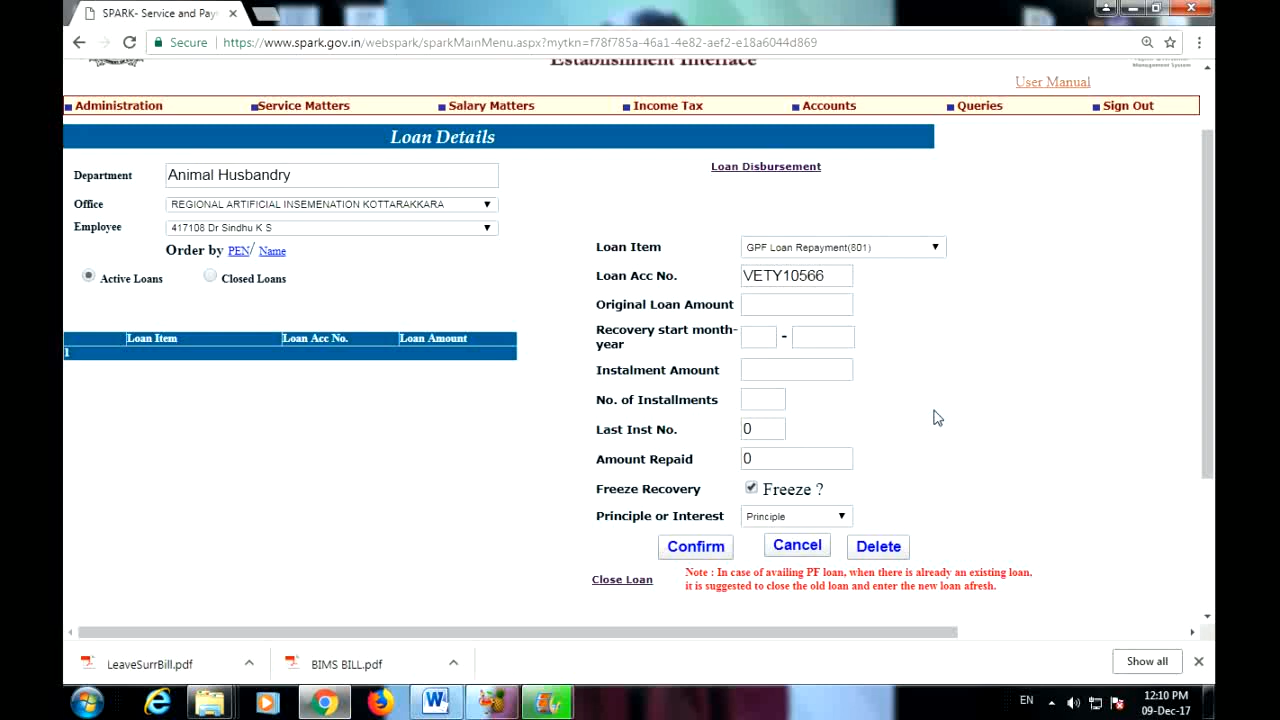 SPARK- Service and Pay
Secure
https://www.spark.gov.in/webspark/sparkMainMenu.aspx?mytkn=f78f785a-46a1-4e82-aef2-e18a6044d869
Establishment Interface
Management System
User Manual
Administration Service Matters Salary Matters Income Tax Accounts Queries Sign Out
Loan Details
Loan Disbursement
Department Animal Husbandry
Office REGIONAL ARTIFICIAL INSEMENATION KOTTARAKKARA
Employee 417108 Dr Sindhu K S
Order by PEN/ Name
Active Loans Closed Loans
Loan Item Loan Acc No. Loan Amount
1
Loan Item GPF Loan Repayment(601)
Loan Acc No. VETY10566
Original Loan Amount
Recovery start month-
year -
Instalment Amount
No. of Installments
Last Inst No. 0
Amount Repaid 0
Freeze Recovery Freeze ?
Principle or Interest Principle
Confirm Cancel Delete
Close Loan
Note : In case of availing PF loan, when there is already an existing loan,
it is suggested to close the old loan and enter the new loan afresh.
LeaveSurrBill.pdf BIMS BILL.pdf Show all
EN 12:10 PM
09-Dec-17